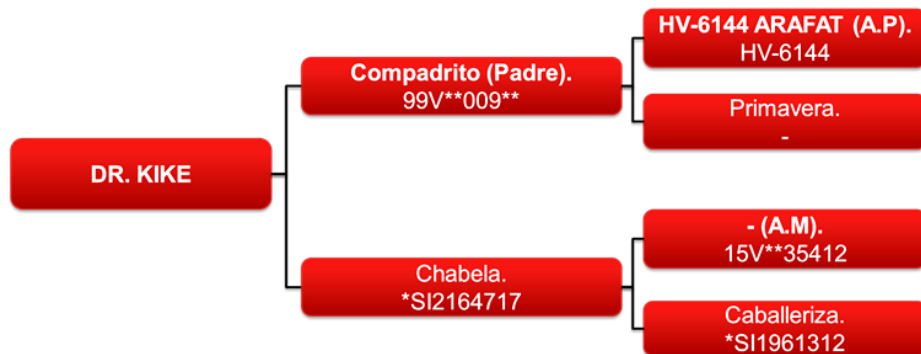 HV-6144 ARAFAT (A.P).
HV-6144
Compadrito (Padre).
99V**009**
Primavera.
-
DR. KIKE
- (A.M).
15V**35412
Chabela.
*SI2164717
Caballeriza.
*SI1961312